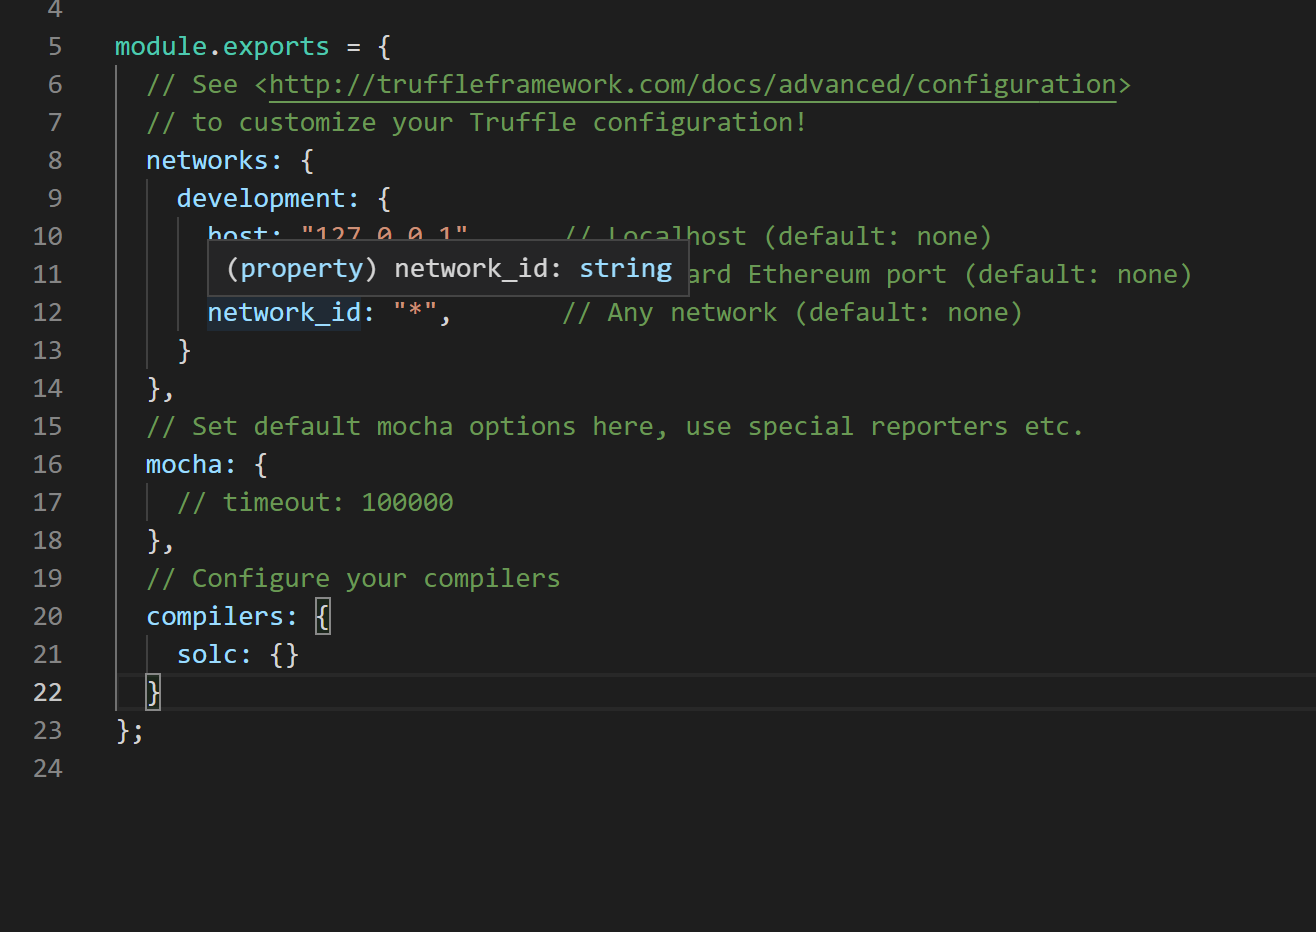 4
5 module.exports = {
6 // See <http://truffleframework.com/docs/advanced/configuration>
7 // to customize your Truffle configuration!
8 networks: {
9 development: {
10 host: "127.0.0.1" // Localhost (default: none)
11 ard Ethereum port (default: none)
(property) network_id: string
12 network_id: "*", // Any network (default: none)
13 }
14 },
15 // Set default mocha options here, use special reporters etc.
16 mocha: {
17 // timeout: 100000
18 },
19 // Configure your compilers
20 compilers: {
21 solc: {}
22 }
23 };
24